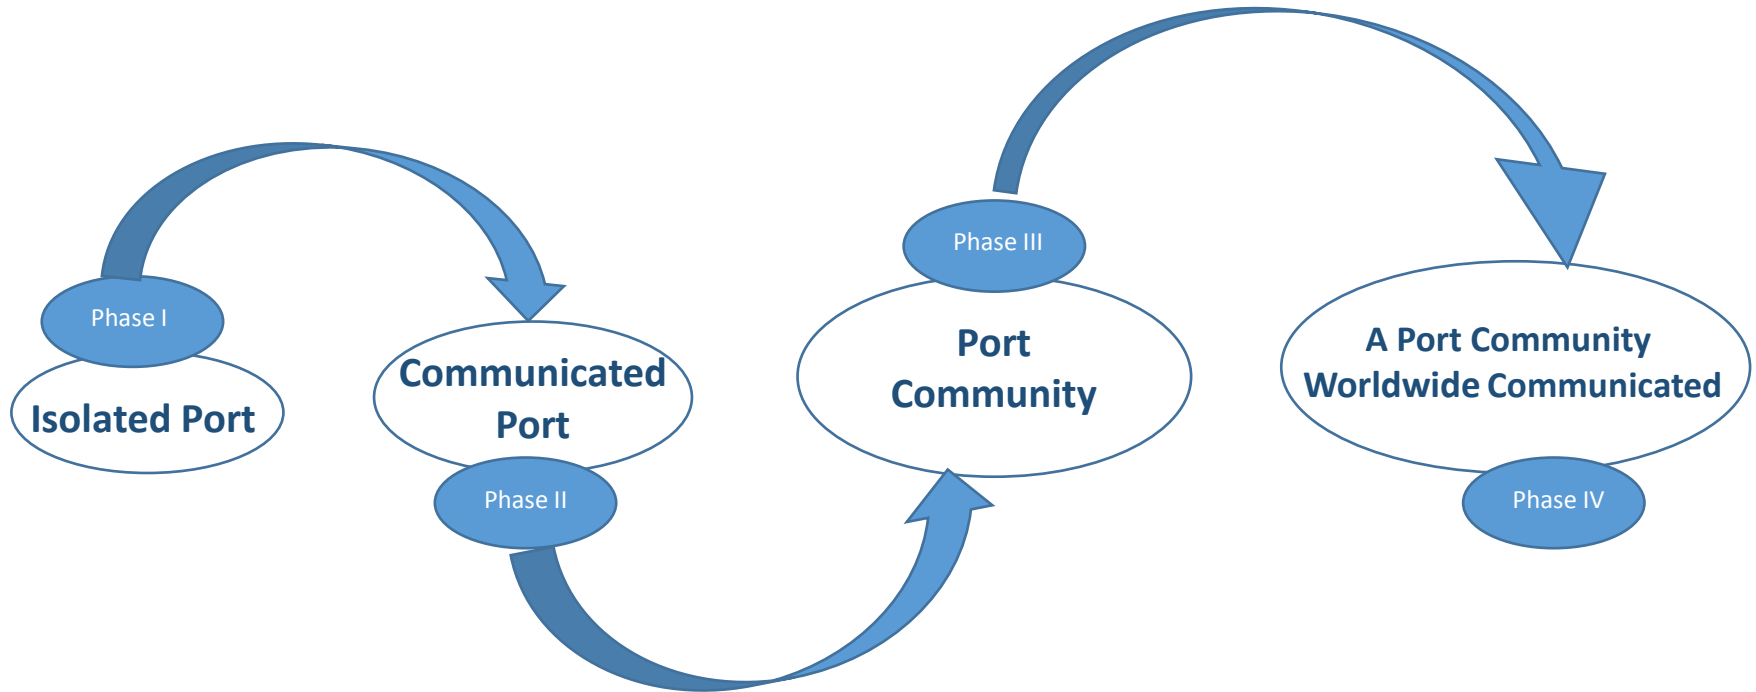 Phase I
Isolated Port
Communicated
Port
Phase II
Phase III
Port
Community
A Port Community
Worldwide Communicated
Phase IV